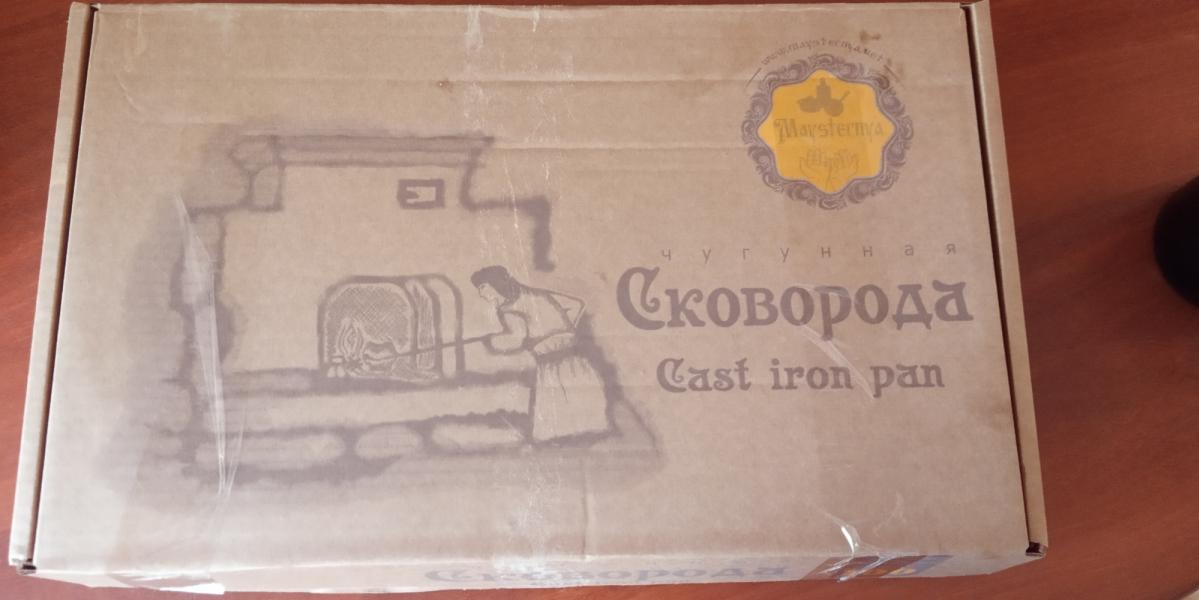 www.maysternya.net
Maysternya
чугунная
Сковорода
Cast iron pan
Сковорода